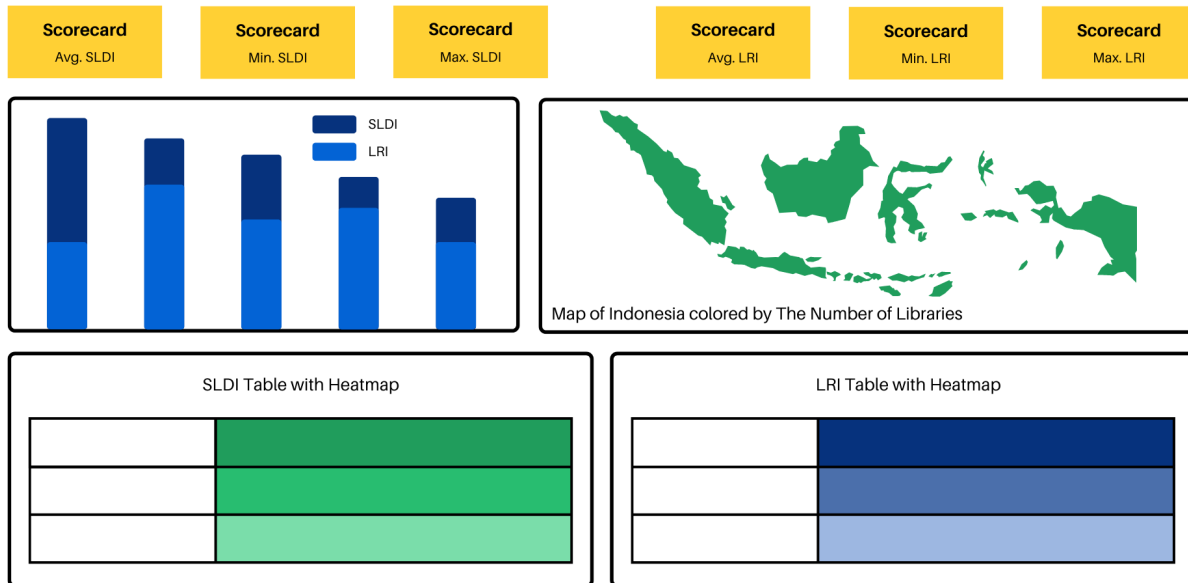 Scorecard
Avg. SLDI
Scorecard
Min. SLDI
Scorecard
Max. SLDI
Scorecard
Avg. LRI
Scorecard
Min. LRI
Scorecard
Max. LRI
SLDI
LRI
Map of Indonesia colored by The Number of Libraries
SLDI Table with Heatmap
LRI Table with Heatmap